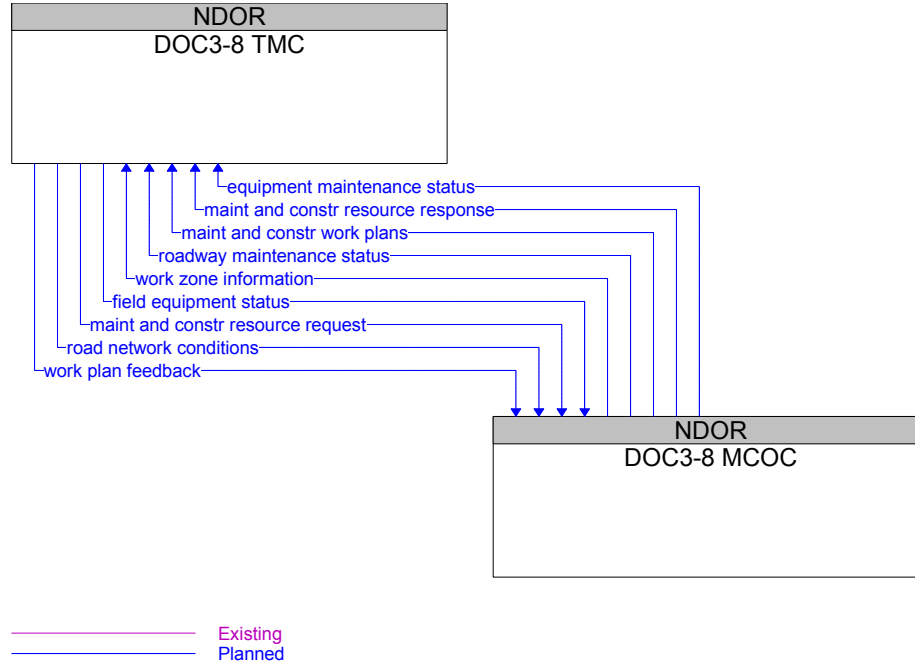 NDOR
DOC3-8 TMC
equipment maintenance status
maint and constr resource response
maint and constr work plans
roadway maintenance status
work zone information
field equipment status
maint and constr resource request
road network conditions
work plan feedback
NDOR
DOC3-8 MCOC
Existing
Planned